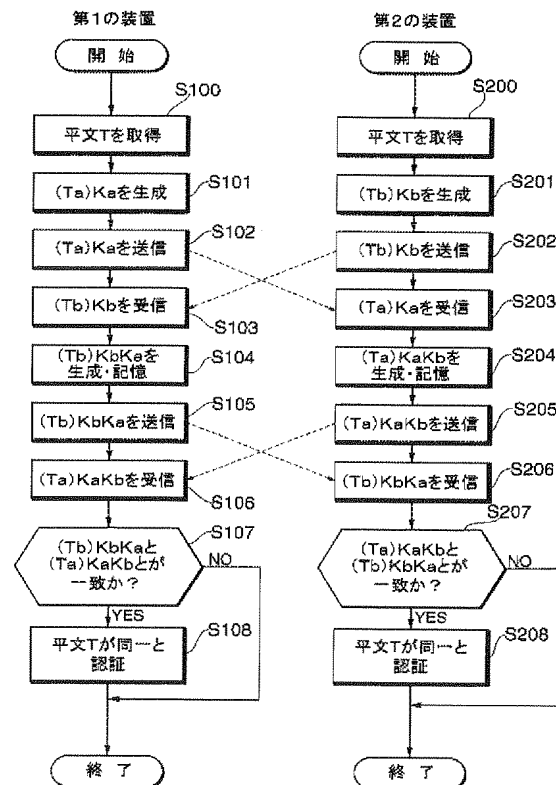 第1の装置
開 始
S100
平文Tを取得
(Ta)Kaを生成
S101
(Ta)Kaを送信
S102
(Tb)Kbを受信
S103
(Tb)KbKaを
生成・記憶
S104
(Tb)KbKaを送信
S105
(Ta)KaKbを受信
S106
S107
(Tb)KbKaと
(Ta)KaKbとが
一致か？
NO
YES
平文Tが同一と
認証
S108
終 了
第2の装置
開 始
S200
平文Tを取得
(Tb)Kbを生成
S201
(Tb)Kbを送信
S202
(Ta)Kaを受信
S203
(Ta)KaKbを
生成・記憶
S204
(Ta)KaKbを送信
S205
(Tb)KbKaを受信
S206
S207
(Ta)KaKbと
(Tb)KbKaとが
一致か？
NO
YES
平文Tが同一と
認証
S208
終 了